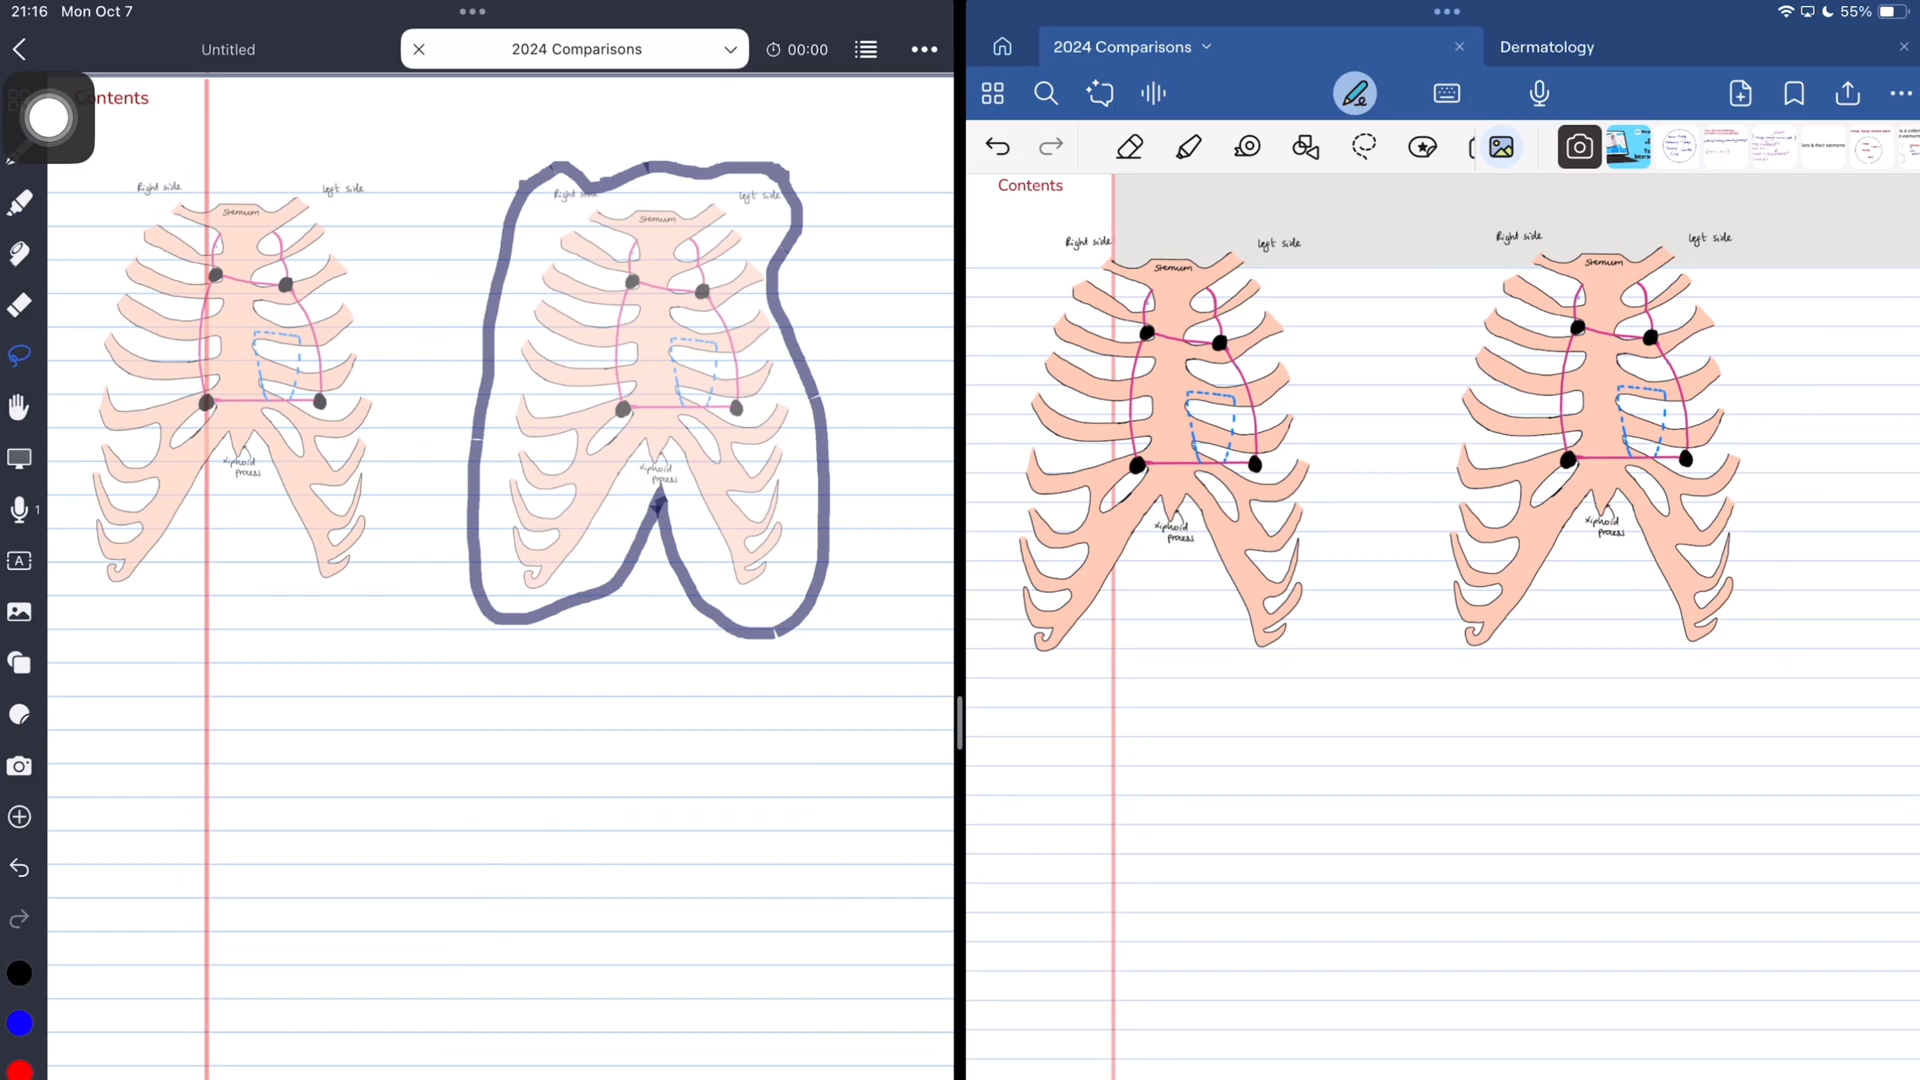 21:16 Mon Oct 7
55%
Untitled
2024 Comparisons
00:00
2024 Comparisons
Dermatology
Contents
Contents
Right side
left side
Sternum
Xiphoid
process
Right side
left side
Sternum
Xiphoid
process
Right side
left side
Sternum
Xiphoid
process
Right side
left side
Sternum
Xiphoid
process
1
A